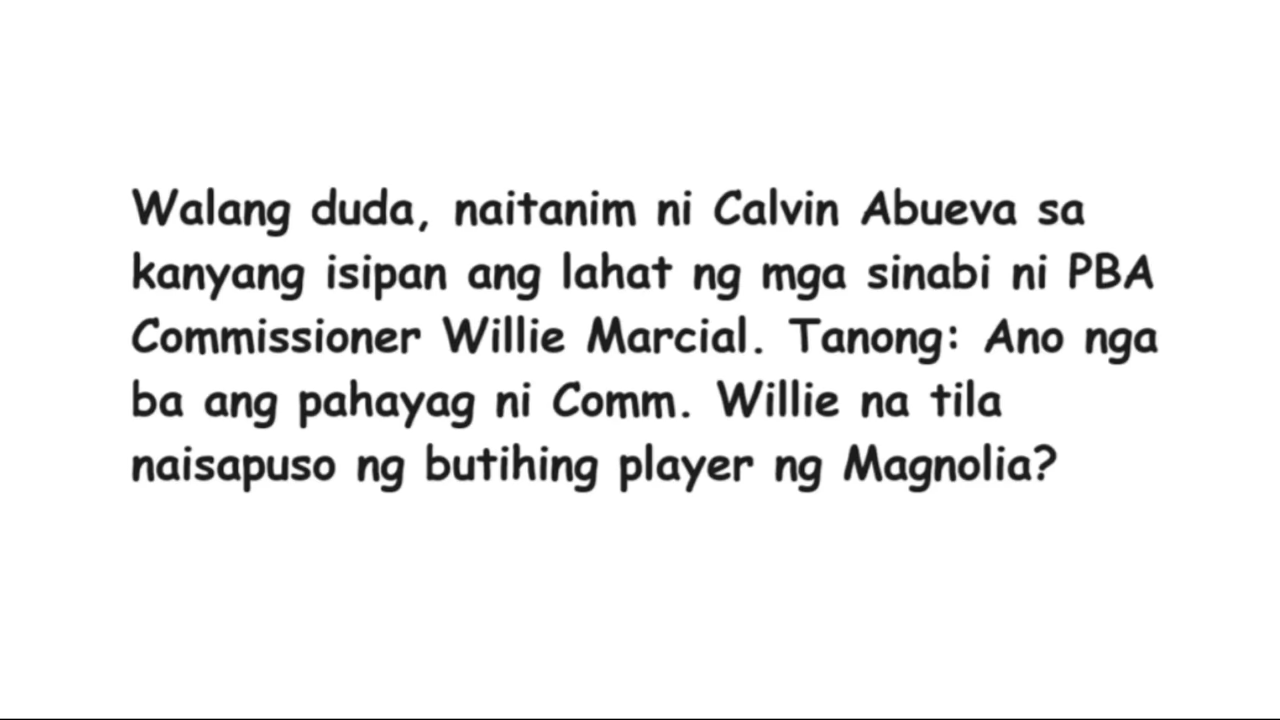 Walang duda, naitanim ni Calvin Abueva sa
kanyang isipan ang lahat ng mga sinabi ni PBA
Commissioner Willie Marcial. Tanong: Ano nga
ba ang pahayag ni Comm. Willie na tila
naisapuso ng butihing player ng Magnolia?